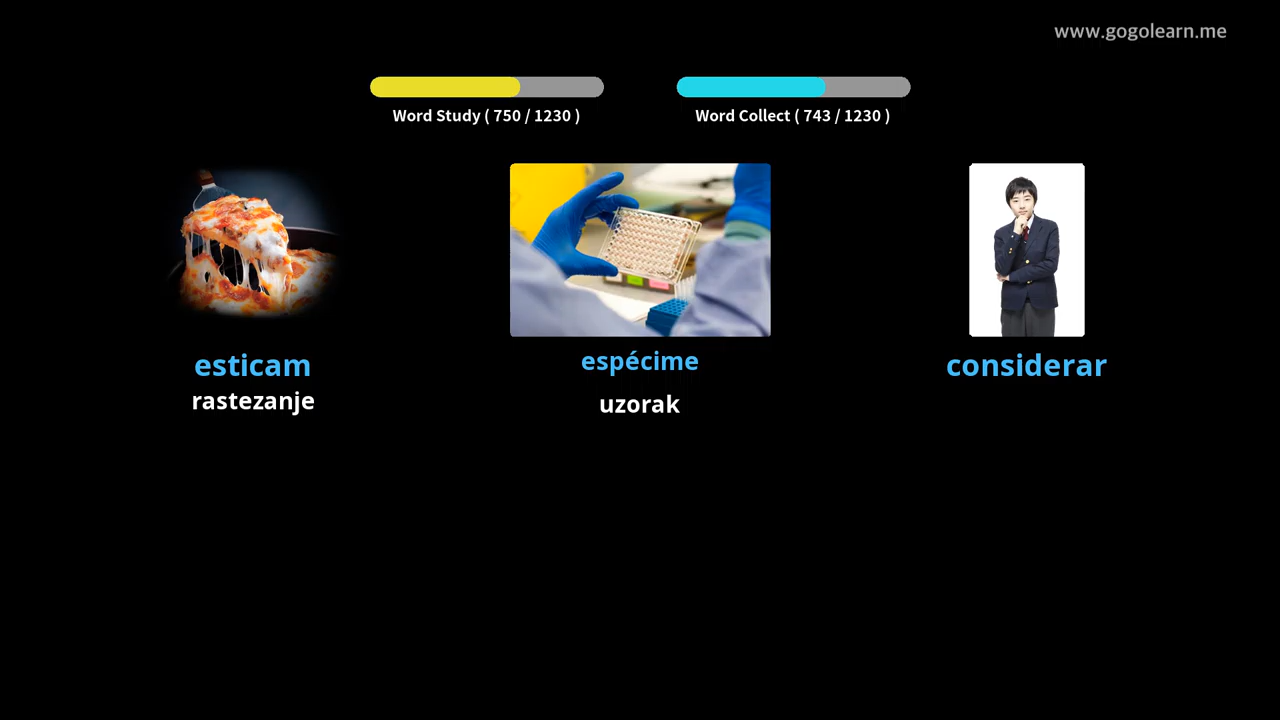 www.gogolearn.me
Word Study ( 750 / 1230 )
Word Collect ( 743 / 1230 )
esticam
rastezanje
espécime
uzorak
considerar